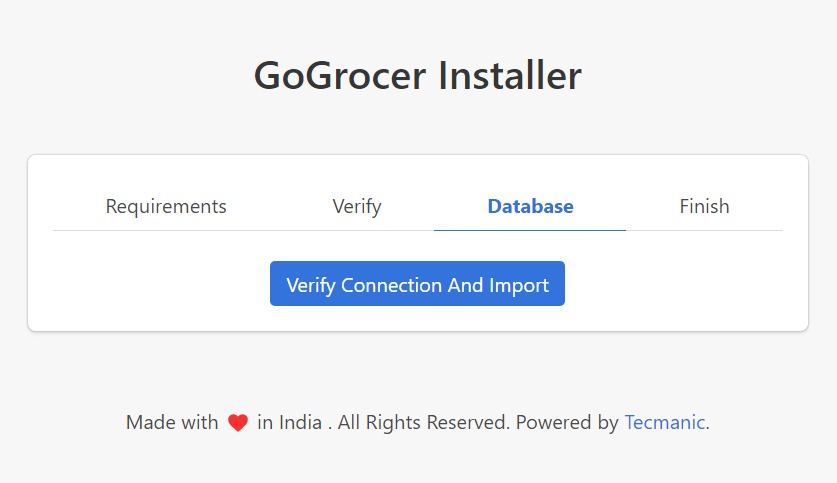 GoGrocer Installer
Requirements Verify Database Finish
Verify Connection And Import
Made with ❤ in India . All Rights Reserved. Powered by Tecmanic.